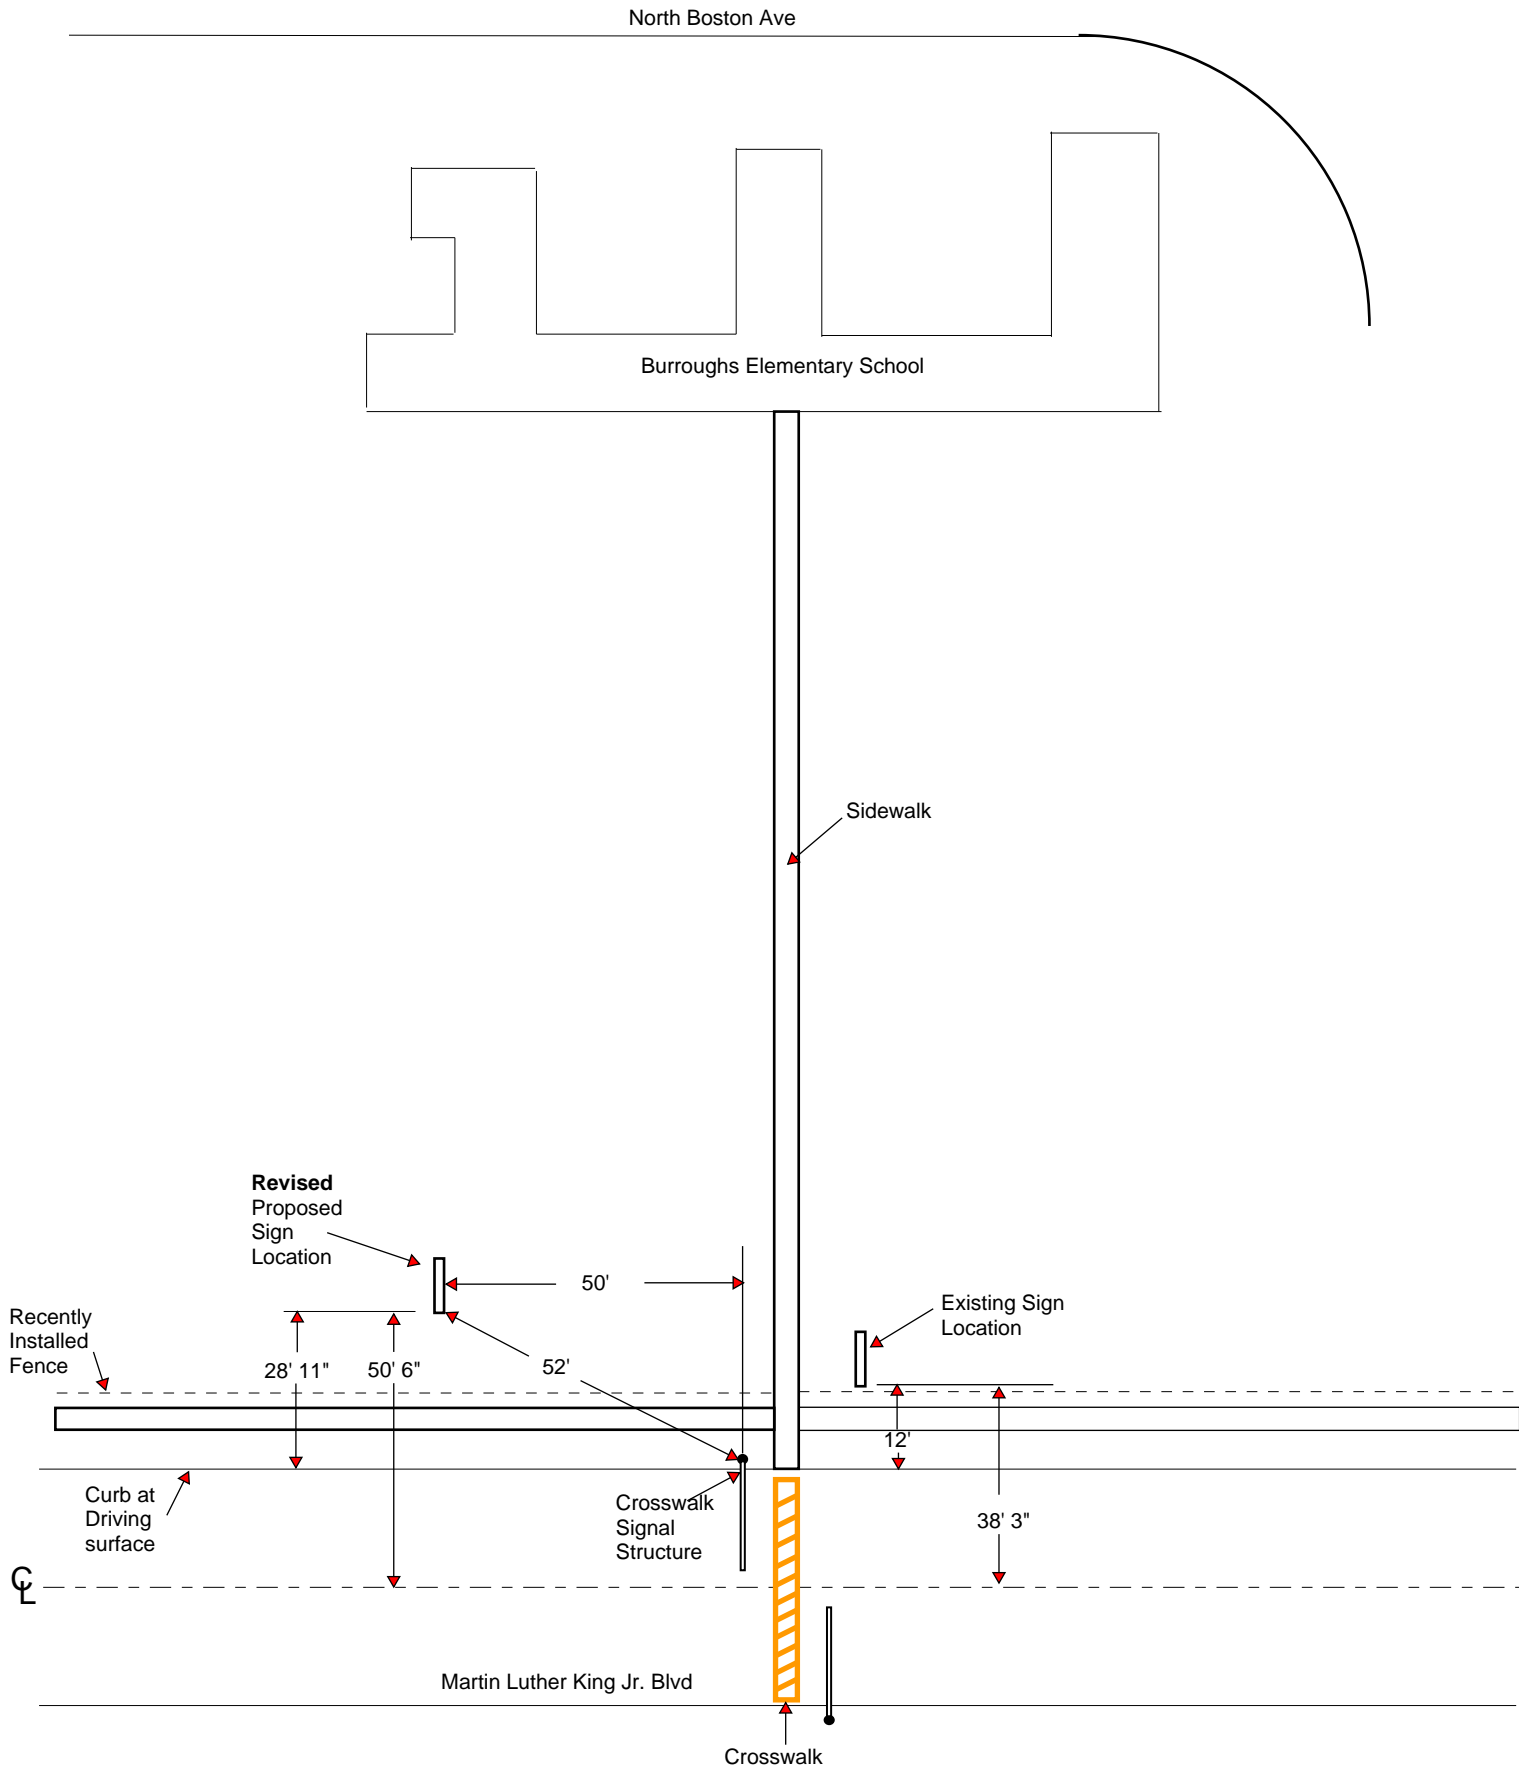 North Boston Ave
Burroughs Elementary School
Sidewalk
Revised
Proposed
Sign
Location
50'
Existing Sign
Location
Recently
Installed
Fence
28' 11"
50' 6"
52'
12'
Curb at
Driving
surface
Crosswalk
Signal
Structure
38' 3"
CL
Martin Luther King Jr. Blvd
Crosswalk